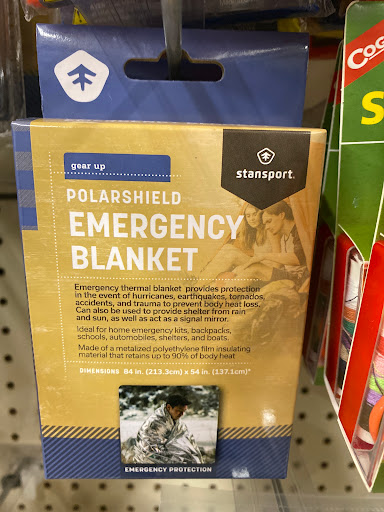 gear up
stansport
POLARSHIELD
EMERGENCY
BLANKET
Emergency thermal blanket provides protection
in the event of hurricanes, earthquakes, tornados,
accidents, and trauma to prevent body heat loss.
Can also be used to provide shelter from rain
and sun, as well as act as a signal mirror.
Ideal for home emergency kits, backpacks,
schools, automobiles, shelters, and boats.
Made of a metalized polyethylene film insulating
material that retains up to 90% of body heat
DIMENSIONS 84 in. (213.3cm) x 54 in. (137.1cm)*
EMERGENCY PROTECTION
COG
S